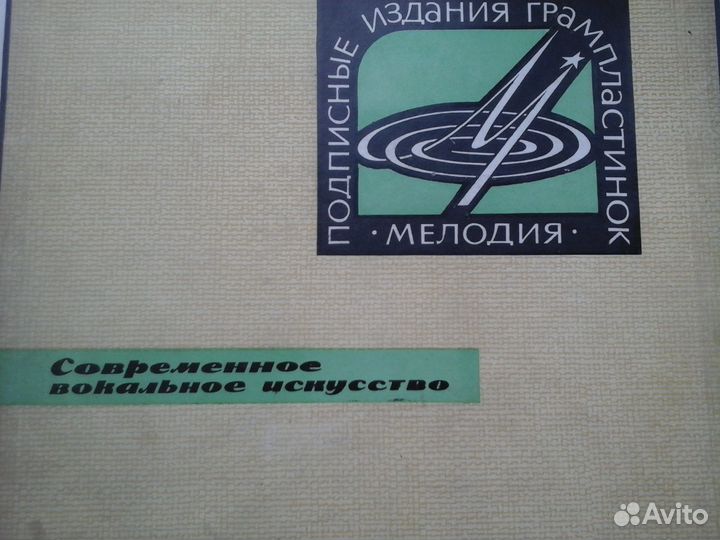 ПОДПИСНЫЕ ИЗДАНИЯ ГРАМПЛАСТИНОК
· МЕЛОДИЯ ·
Современное
вокальное искусство
Avito